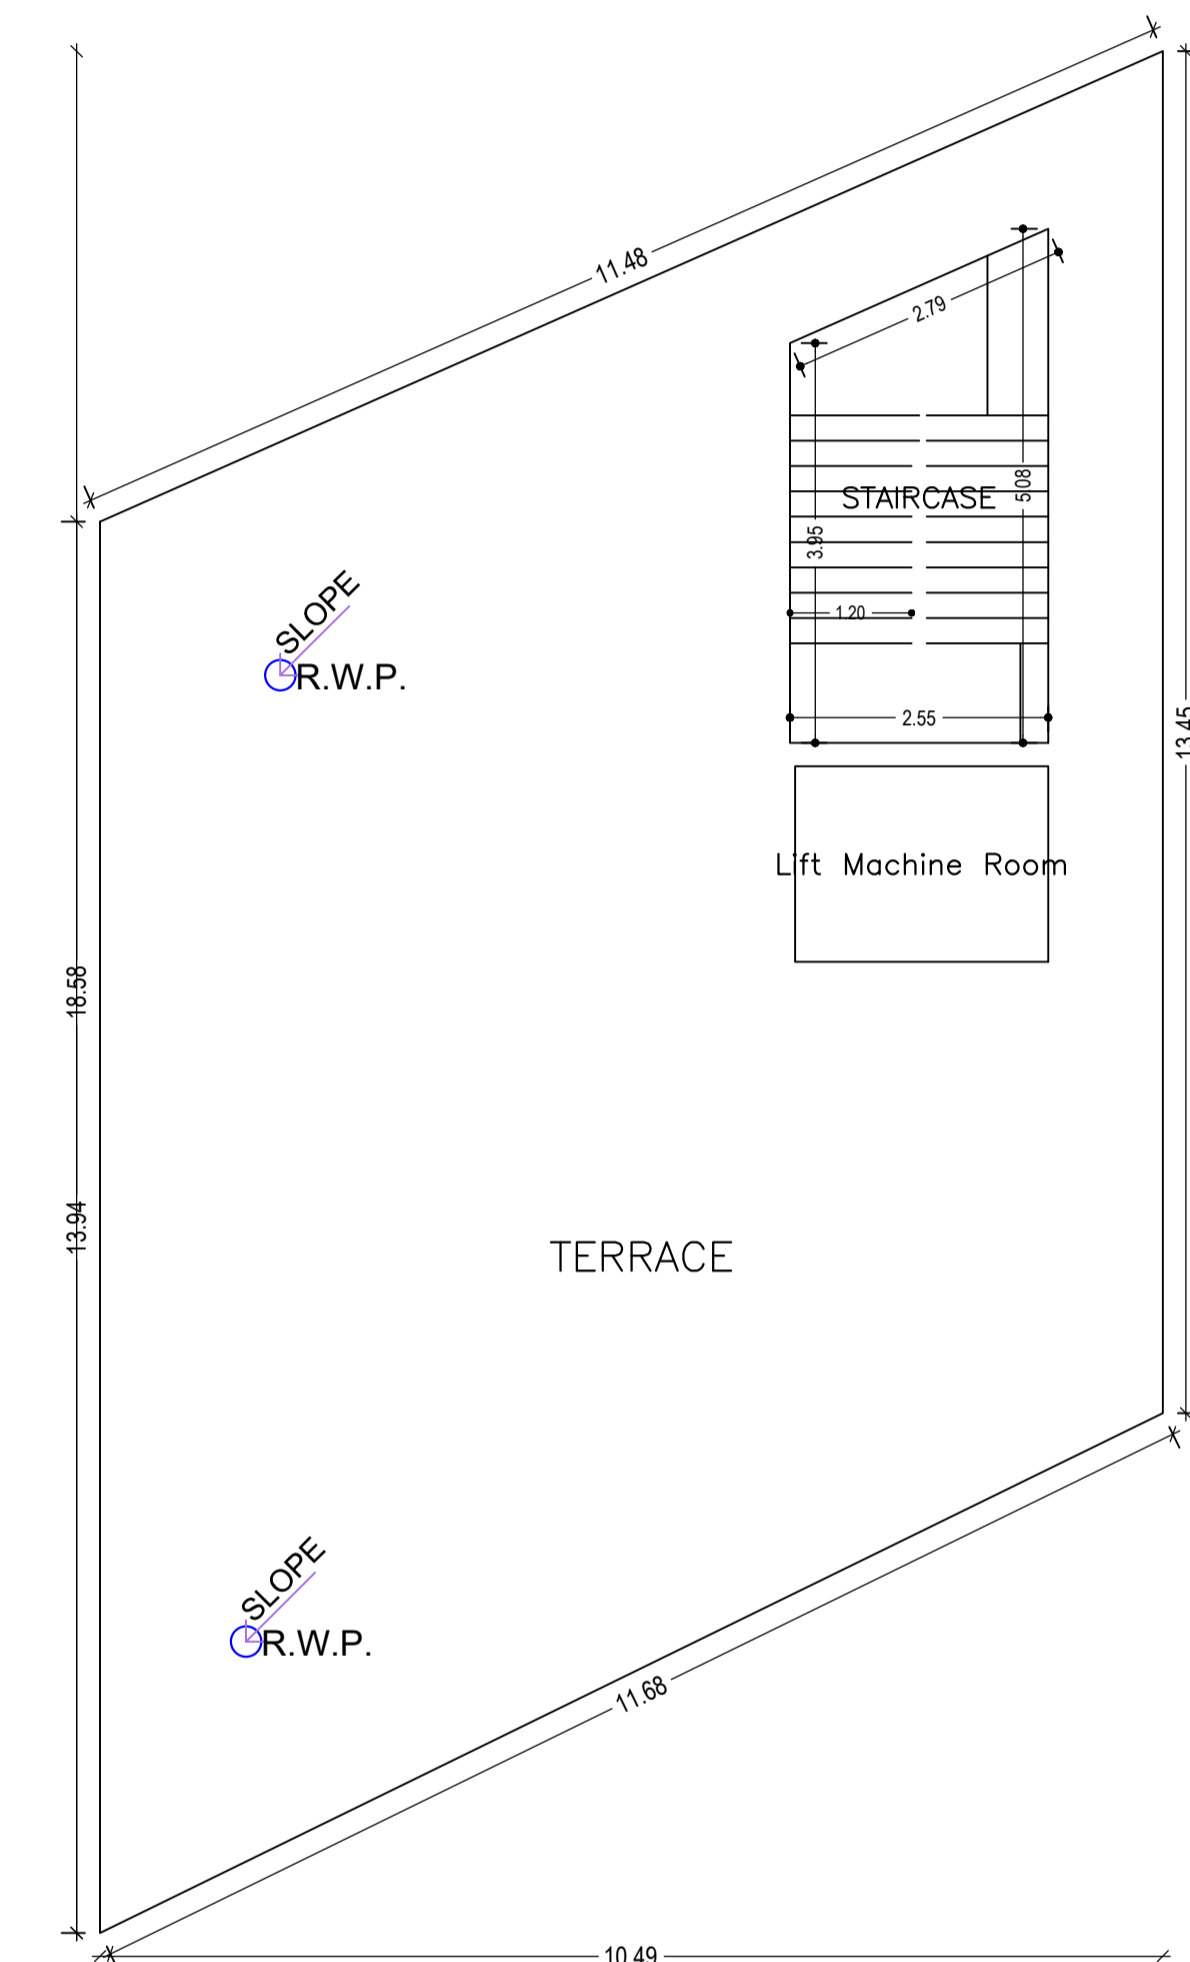 11.48
2.79
STAIRCASE
5.08
3.95
1.20
SLOPE
R.W.P.
2.55
13.45
Lift Machine Room
18.58
13.94
TERRACE
SLOPE
R.W.P.
11.68
10.49